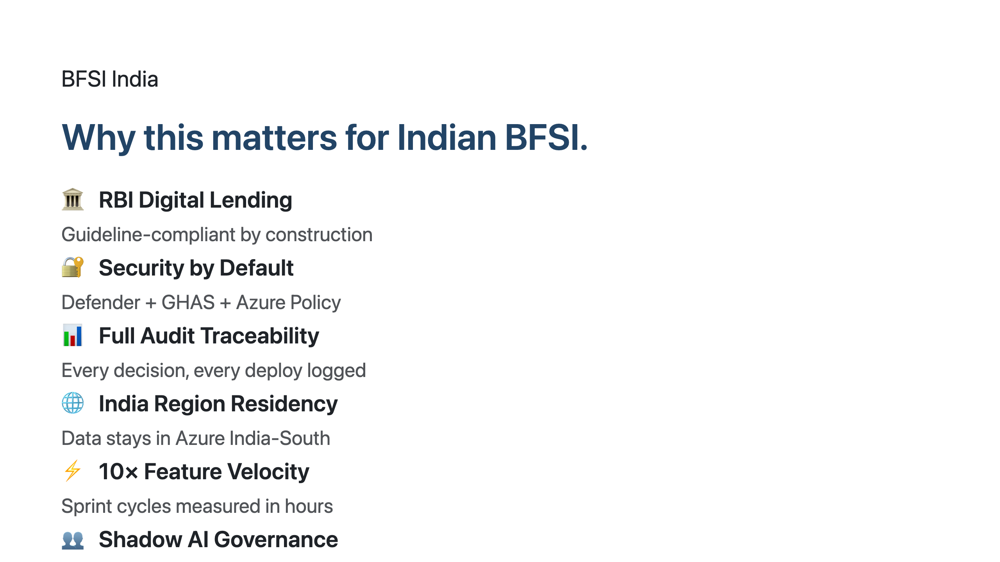 BFSI India
Why this matters for Indian BFSI.
🏛️ RBI Digital Lending
Guideline-compliant by construction
🔐 Security by Default
Defender + GHAS + Azure Policy
📊 Full Audit Traceability
Every decision, every deploy logged
🌐 India Region Residency
Data stays in Azure India-South
⚡ 10× Feature Velocity
Sprint cycles measured in hours
👥 Shadow AI Governance